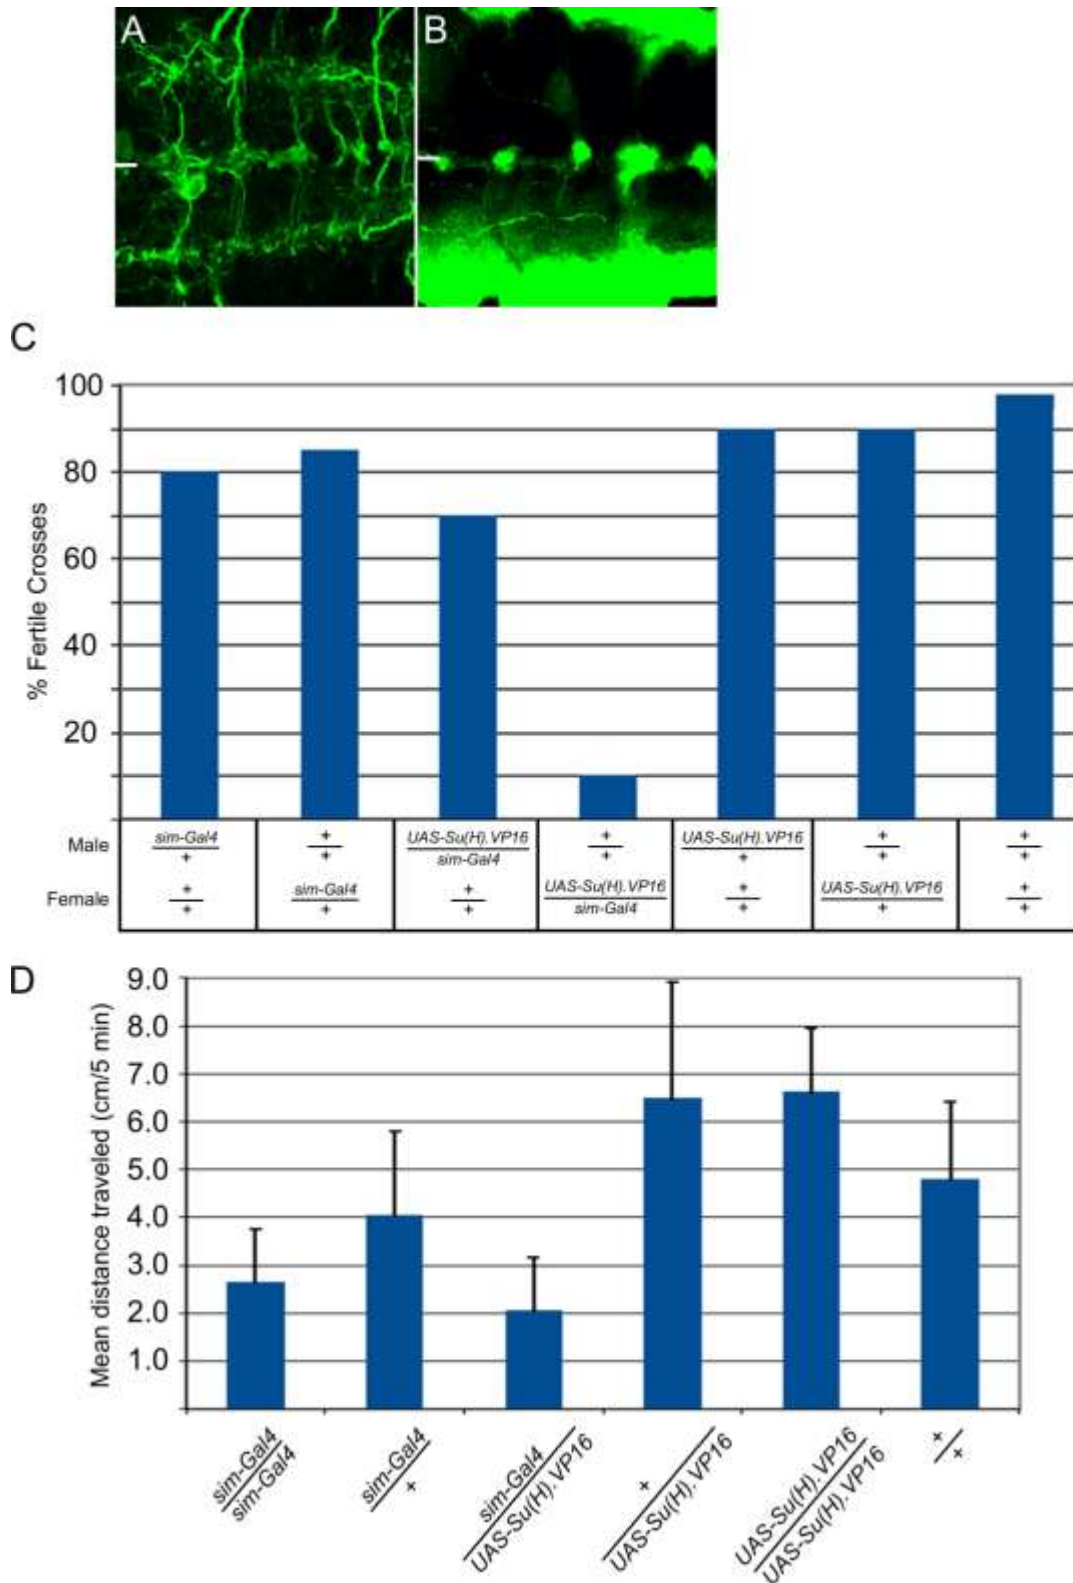 A
B
C
% Fertile Crosses
100
80
60
40
20
Male
sim-Gal4
+
+
+
UAS-Su(H).VP16
sim-Gal4
+
+
UAS-Su(H).VP16
+
+
+
+
+
Female
+
+
sim-Gal4
+
+
+
UAS-Su(H).VP16
sim-Gal4
+
+
UAS-Su(H).VP16
+
+
+
D
Mean distance traveled (cm/5 min)
9.0
8.0
7.0
6.0
5.0
4.0
3.0
2.0
1.0
sim-Gal4
sim-Gal4
sim-Gal4
+
sim-Gal4
UAS-Su(H).VP16
+
UAS-Su(H).VP16
UAS-Su(H).VP16
UAS-Su(H).VP16
+
+